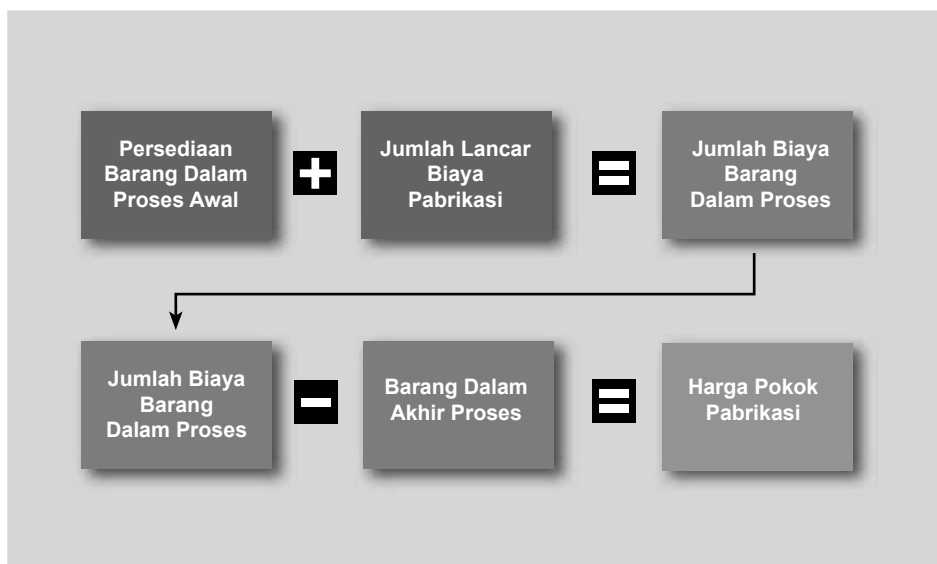 Persediaan
Barang Dalam
Proses Awal
+
Jumlah Lancar
Biaya
Pabrikasi
=
Jumlah Biaya
Barang
Dalam Proses
Jumlah Biaya
Barang
Dalam Proses
-
Barang Dalam
Akhir Proses
=
Harga Pokok
Pabrikasi